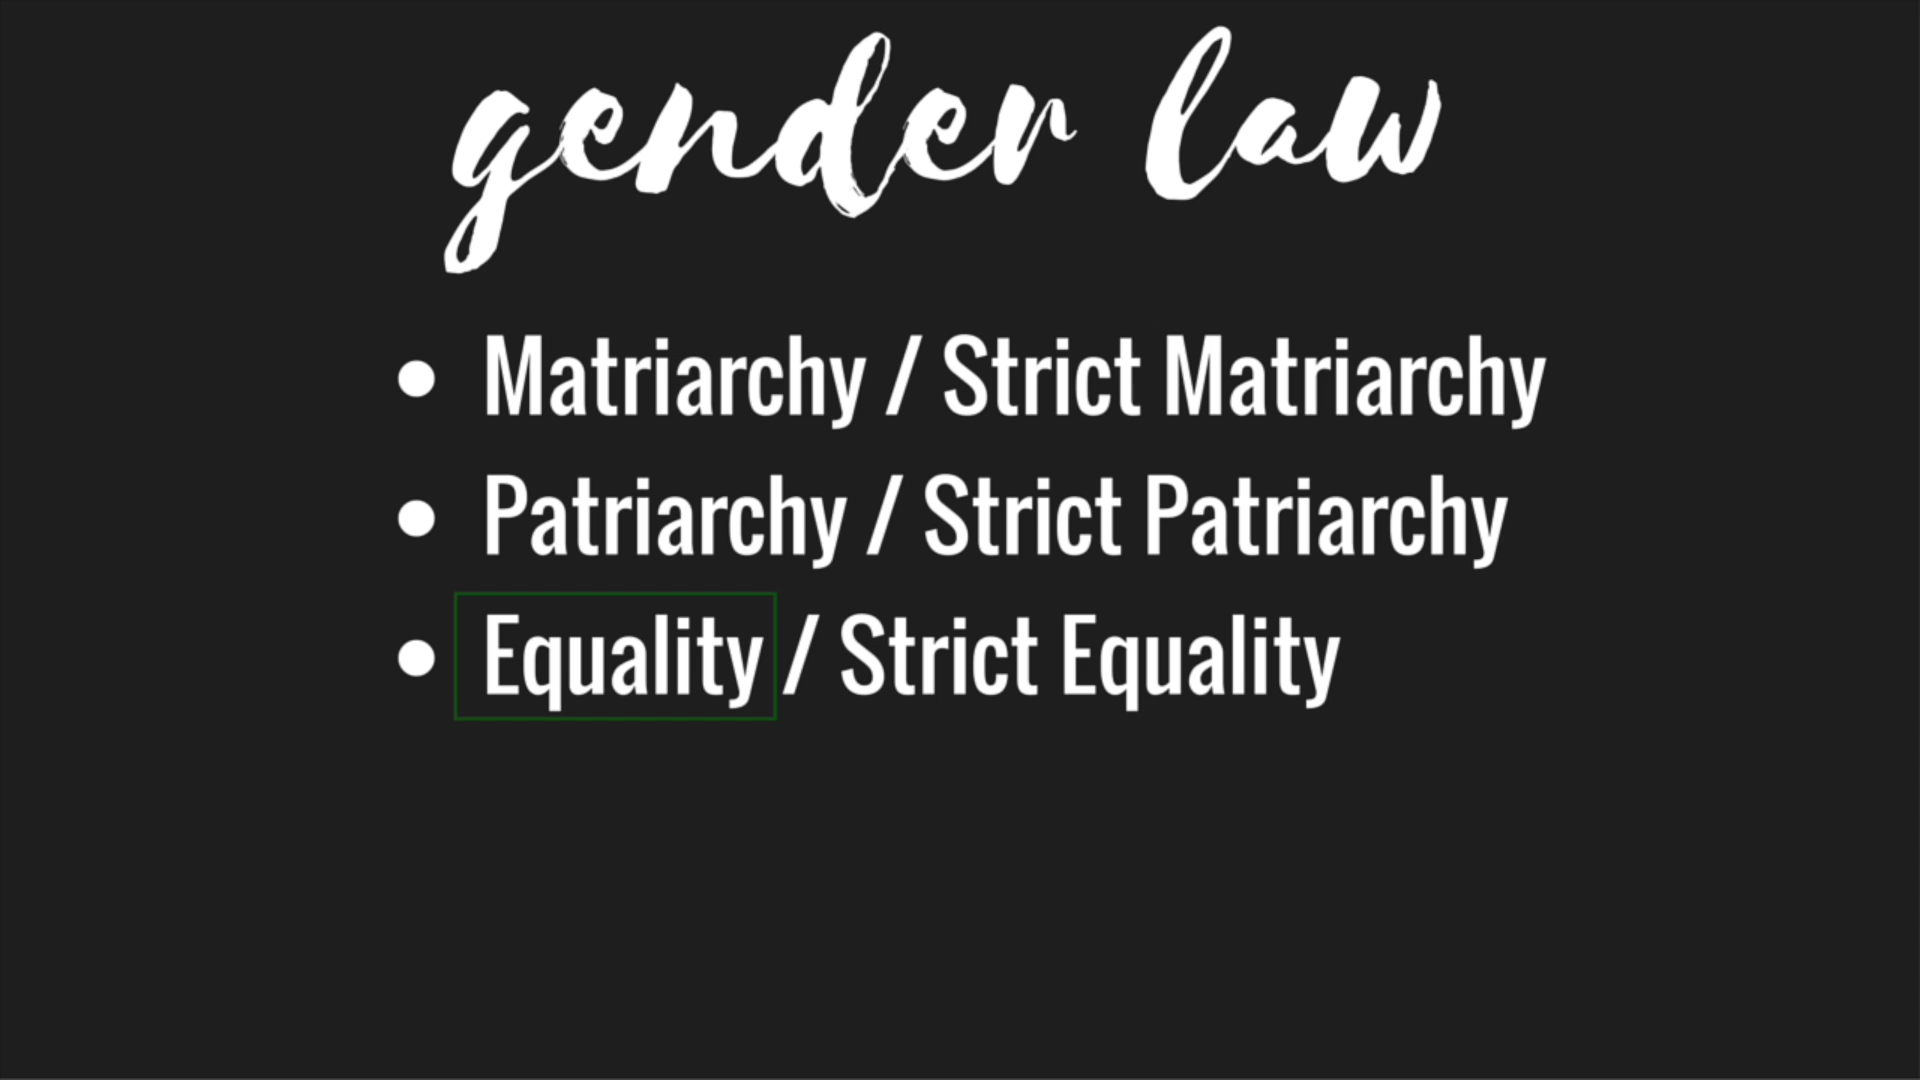 gender law
• Matriarchy / Strict Matriarchy
• Patriarchy / Strict Patriarchy
• Equality / Strict Equality